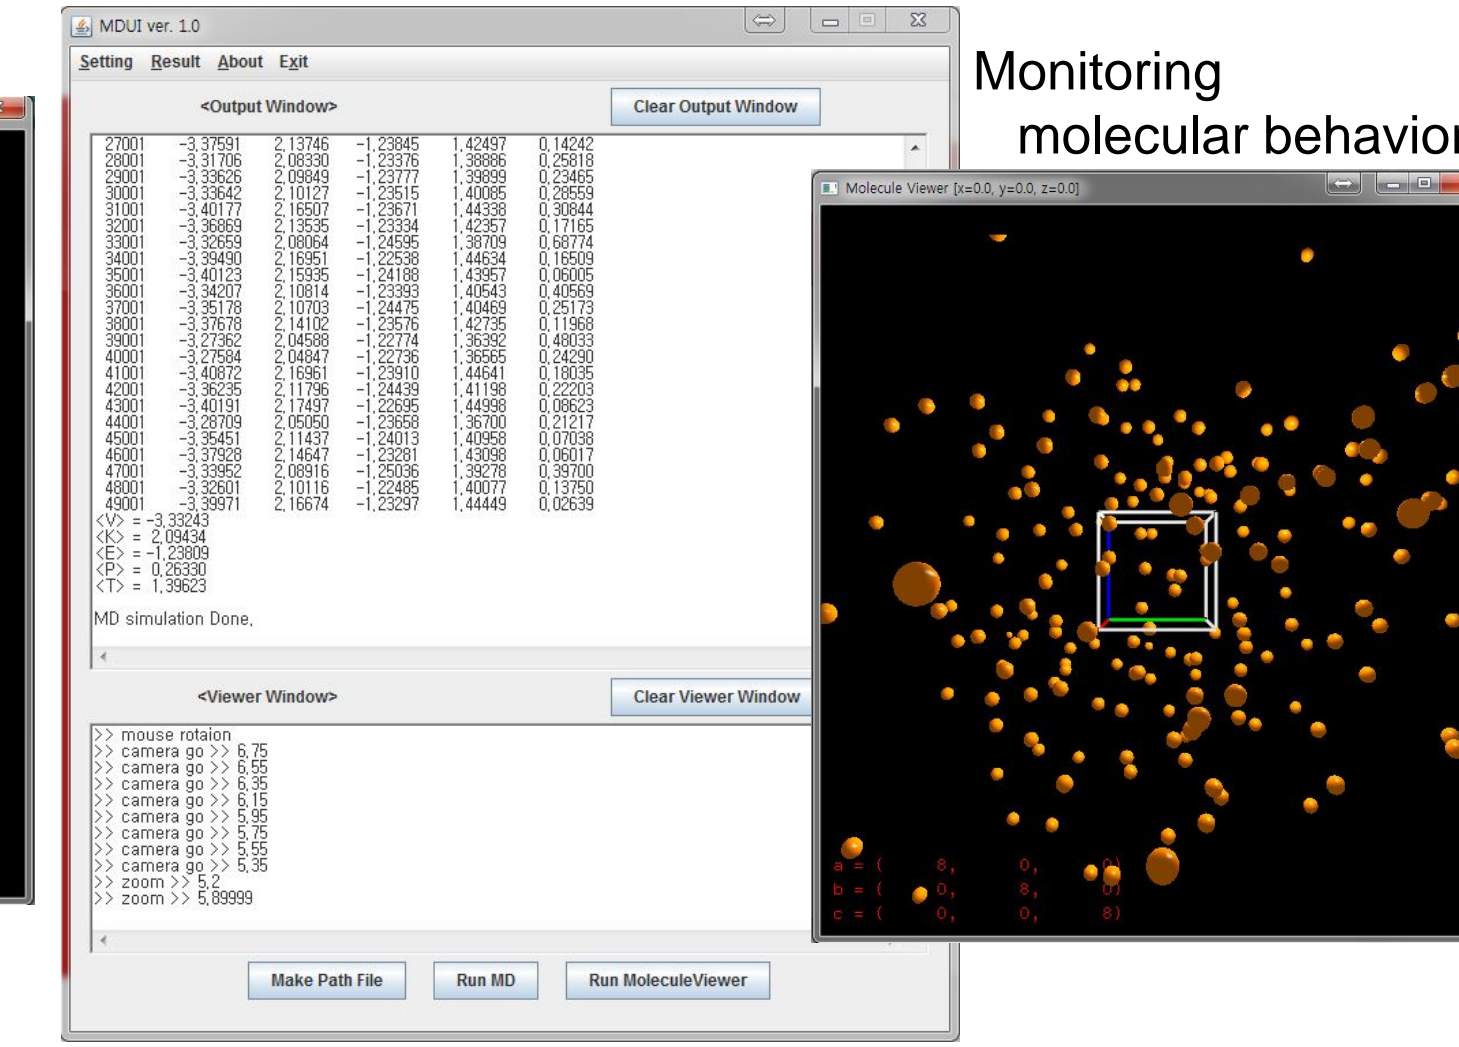 MDUI ver. 1.0
Setting Result About Exit
<Output Window> Clear Output Window
27001 -3,37591 2,13746 -1,23845 1,42497 0,14242
28001 -3,31706 2,08330 -1,23376 1,38886 0,25818
29001 -3,33626 2,09849 -1,23777 1,39899 0,23465
30001 -3,33642 2,10127 -1,23515 1,40085 0,28559
31001 -3,40177 2,16507 -1,23671 1,44338 0,30844
32001 -3,36869 2,13535 -1,23334 1,42357 0,17165
33001 -3,32659 2,08064 -1,24595 1,38709 0,68774
34001 -3,39490 2,16951 -1,22538 1,44634 0,16509
35001 -3,40123 2,15935 -1,24188 1,43957 0,06005
36001 -3,34207 2,10814 -1,23393 1,40543 0,40569
37001 -3,35178 2,10703 -1,24475 1,40469 0,25173
38001 -3,37678 2,14102 -1,23576 1,42735 0,11968
39001 -3,27362 2,04588 -1,22774 1,36392 0,48033
40001 -3,27584 2,04847 -1,22736 1,36565 0,24290
41001 -3,40872 2,16961 -1,23910 1,44641 0,18035
42001 -3,36235 2,11796 -1,24439 1,41198 0,22203
43001 -3,40191 2,17497 -1,22695 1,44998 0,08623
44001 -3,28709 2,05050 -1,23658 1,36700 0,21217
45001 -3,35451 2,11437 -1,24013 1,40958 0,07038
46001 -3,37928 2,14647 -1,23281 1,43098 0,06017
47001 -3,33952 2,08916 -1,25036 1,39278 0,39700
48001 -3,32601 2,10116 -1,22485 1,40077 0,13750
49001 -3,39971 2,16674 -1,23297 1,44449 0,02639
<V> = -3,33243
<K> = 2,09434
<E> = -1,23809
<P> = 0,26330
<T> = 1,39623
MD simulation Done,
<Viewer Window> Clear Viewer Window
>> mouse rotaion
>> camera go >> 6,75
>> camera go >> 6,55
>> camera go >> 6,35
>> camera go >> 6,15
>> camera go >> 5,95
>> camera go >> 5,75
>> camera go >> 5,55
>> camera go >> 5,35
>> zoom >> 5,2
>> zoom >> 5,89999
Make Path File Run MD Run MoleculeViewer
Monitoring
molecular behavior
Molecule Viewer [x=0.0, y=0.0, z=0.0]
a = ( 8, 0, 0)
b = ( 0, 8, 0)
c = ( 0, 0, 8)